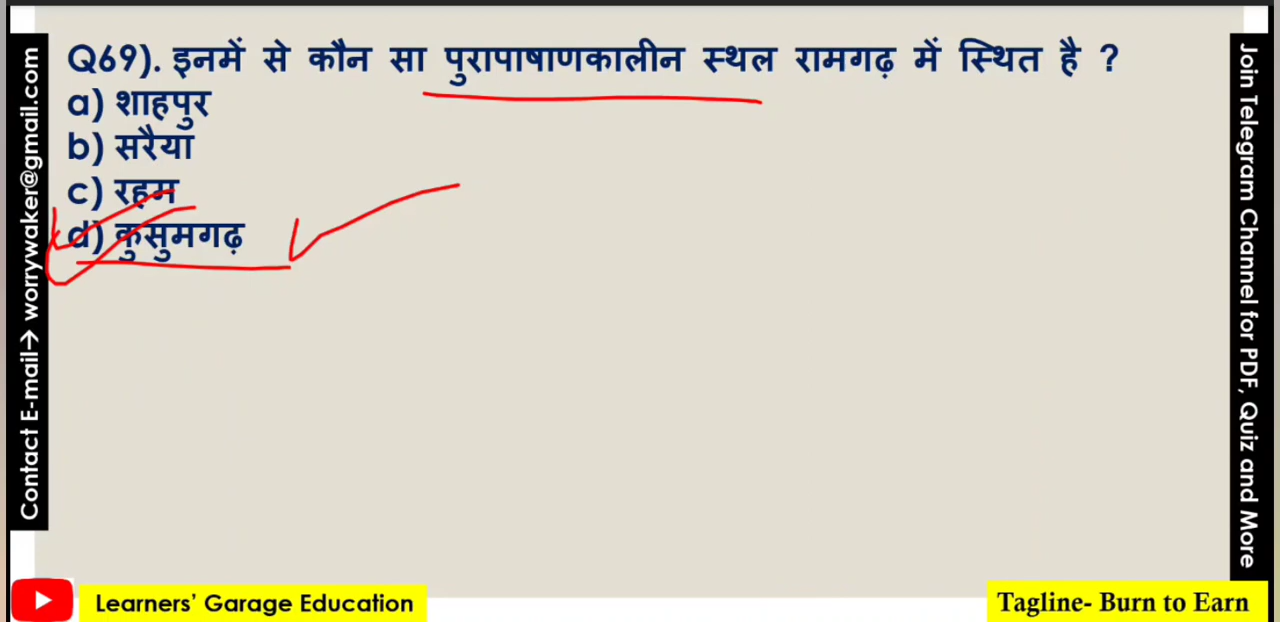 Q69). इनमें से कौन सा पुरापाषाणकालीन स्थल रामगढ़ में स्थित है ?
a) शाहपुर
b) सरैया
c) रहम
d) कुसुमगढ़
Contact E-mail→ worrywaker@gmail.com
Join Telegram Channel for PDF, Quiz and More
Learners’ Garage Education
Tagline- Burn to Earn